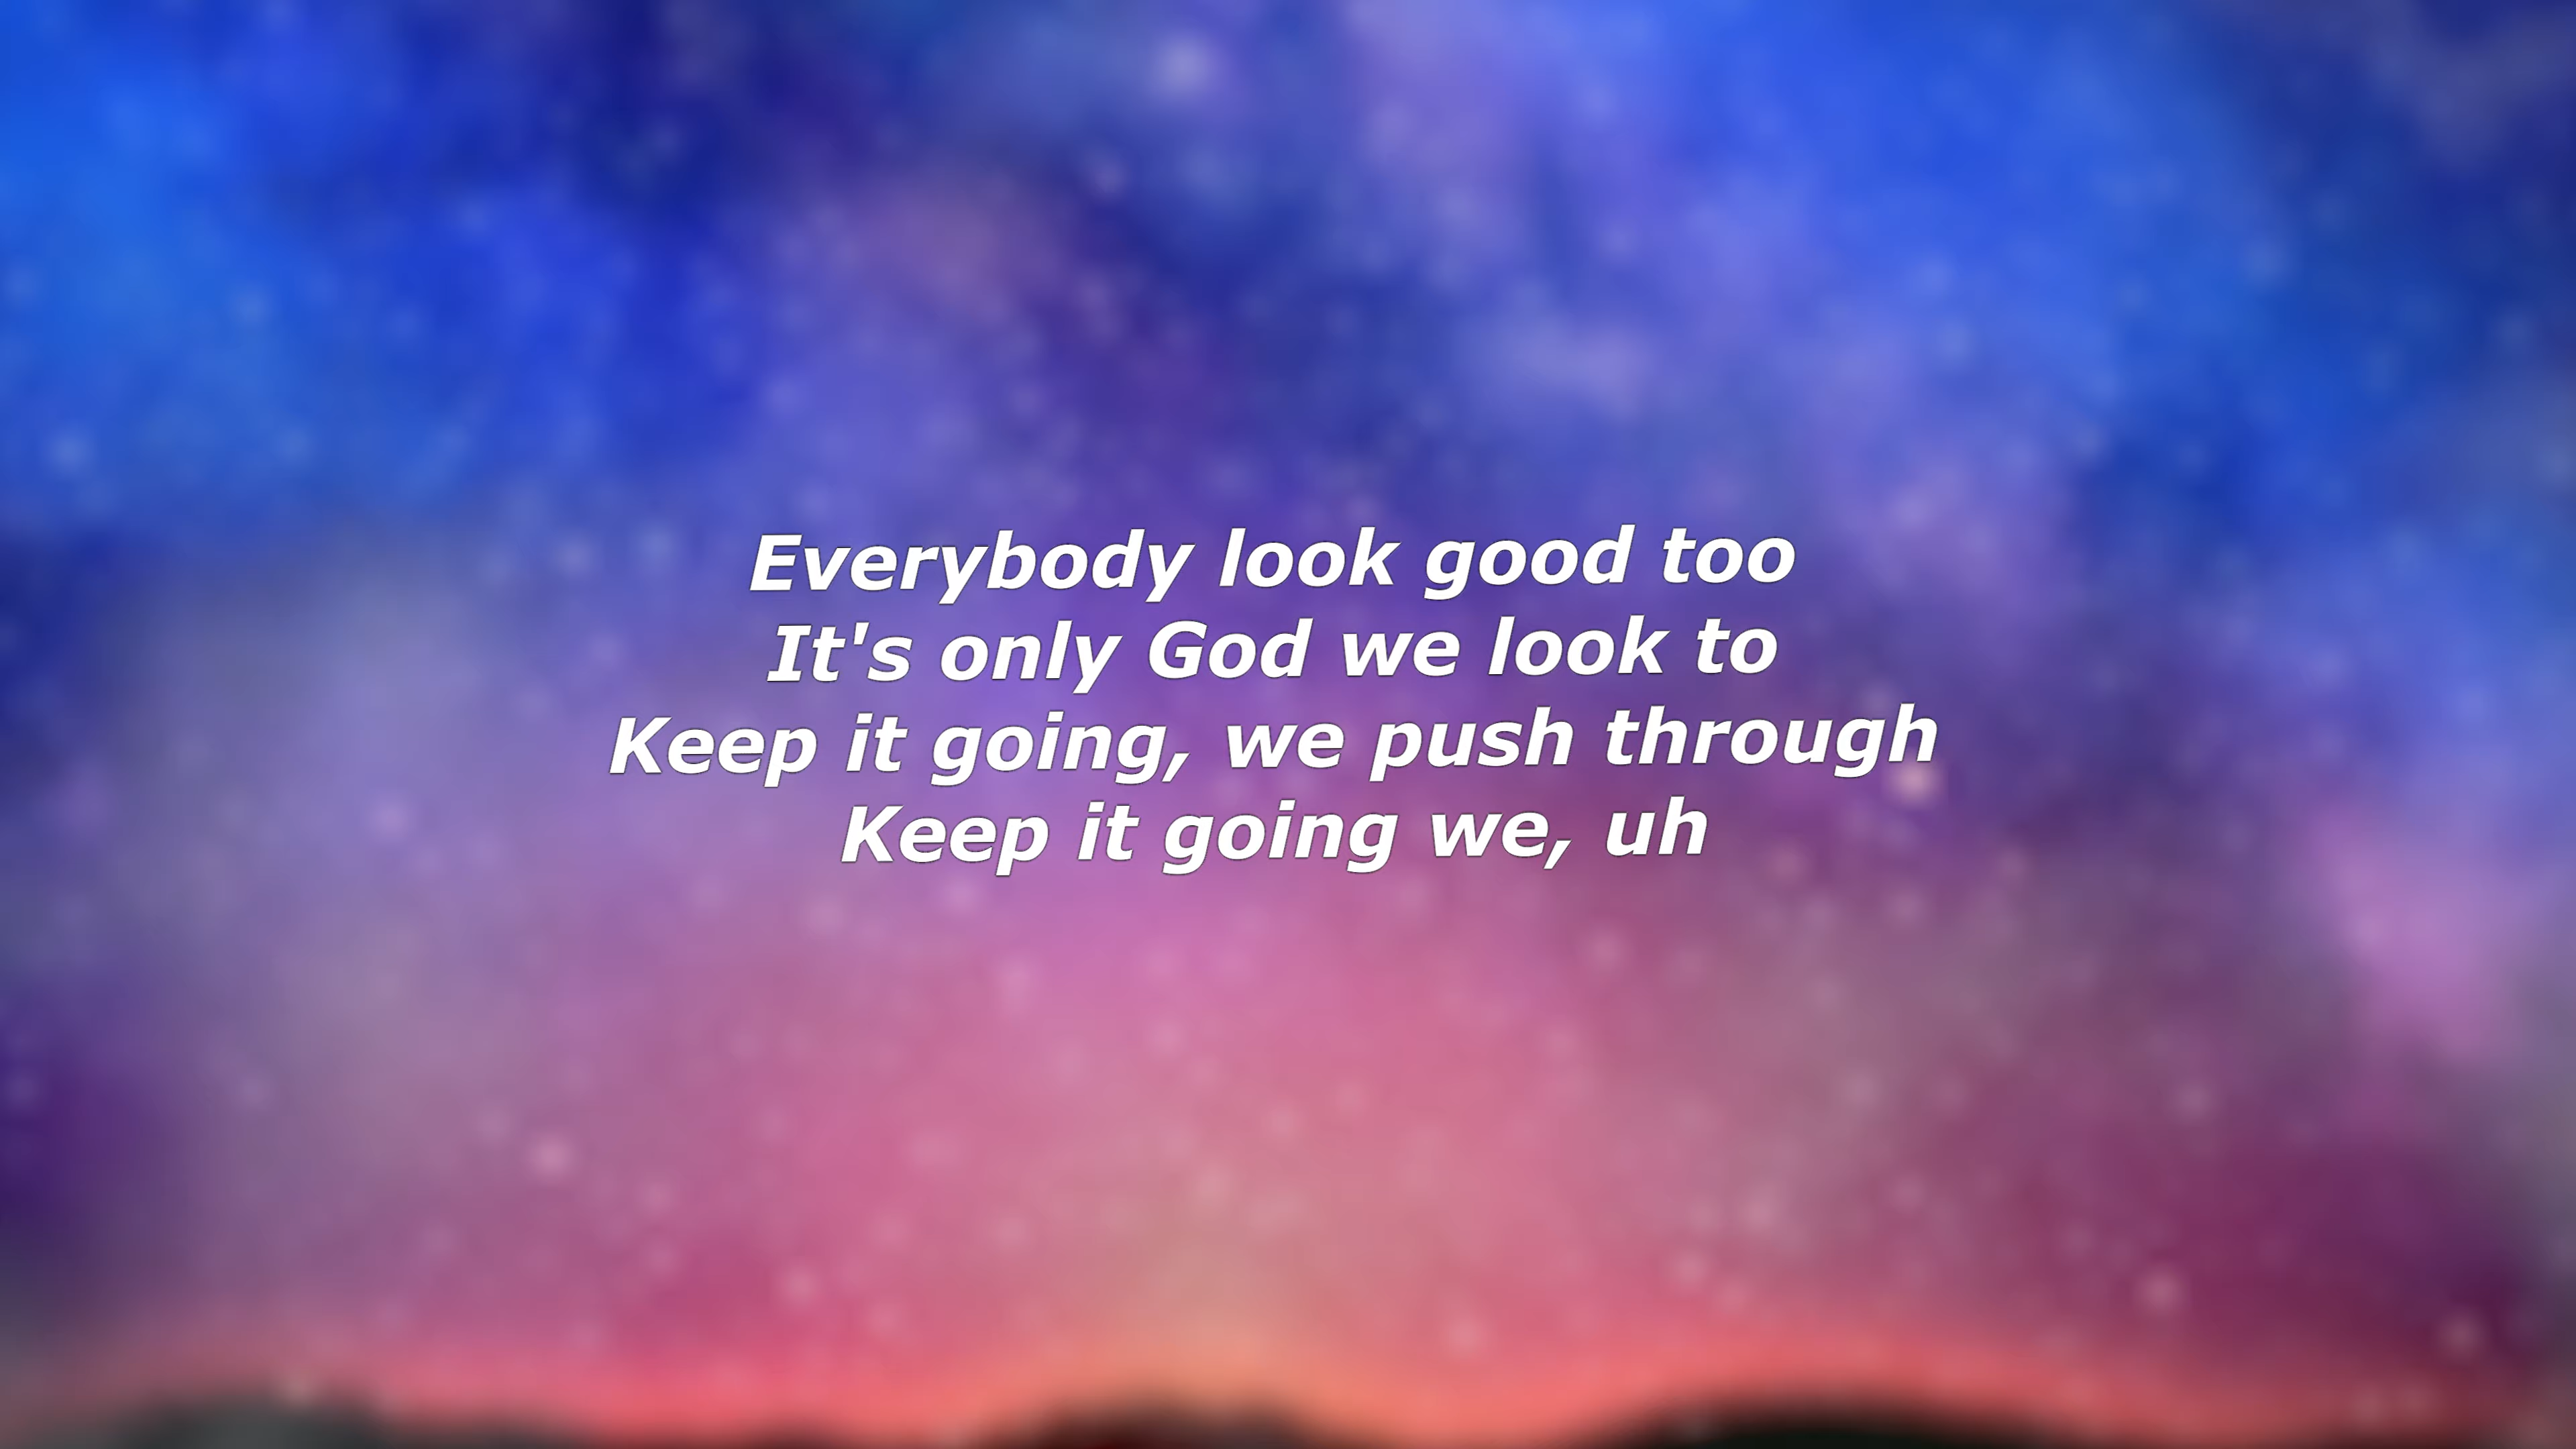 Everybody look good too
It's only God we look to
Keep it going, we push through
Keep it going we, uh